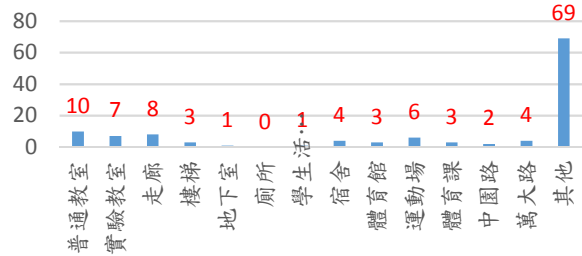 80
60
40
20
0
10
7
8
3
1
0
1
4
3
6
3
2
4
69
普通教室
實驗教室
走廊
樓梯
地下室
廁所
學生活…
宿舍
體育館
運動場
體育課
中園路
萬大路
其他